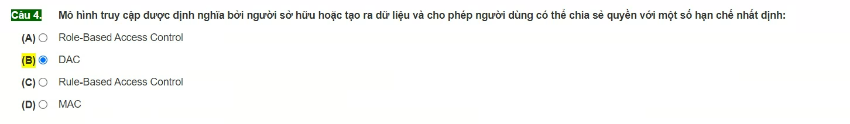 Câu 4. Mô hình truy cập được định nghĩa bởi người sở hữu hoặc tạo ra dữ liệu và cho phép người dùng có thể chia sẻ quyền với một số hạn chế nhất định:
(A) Role-Based Access Control
(B) DAC
(C) Rule-Based Access Control
(D) MAC